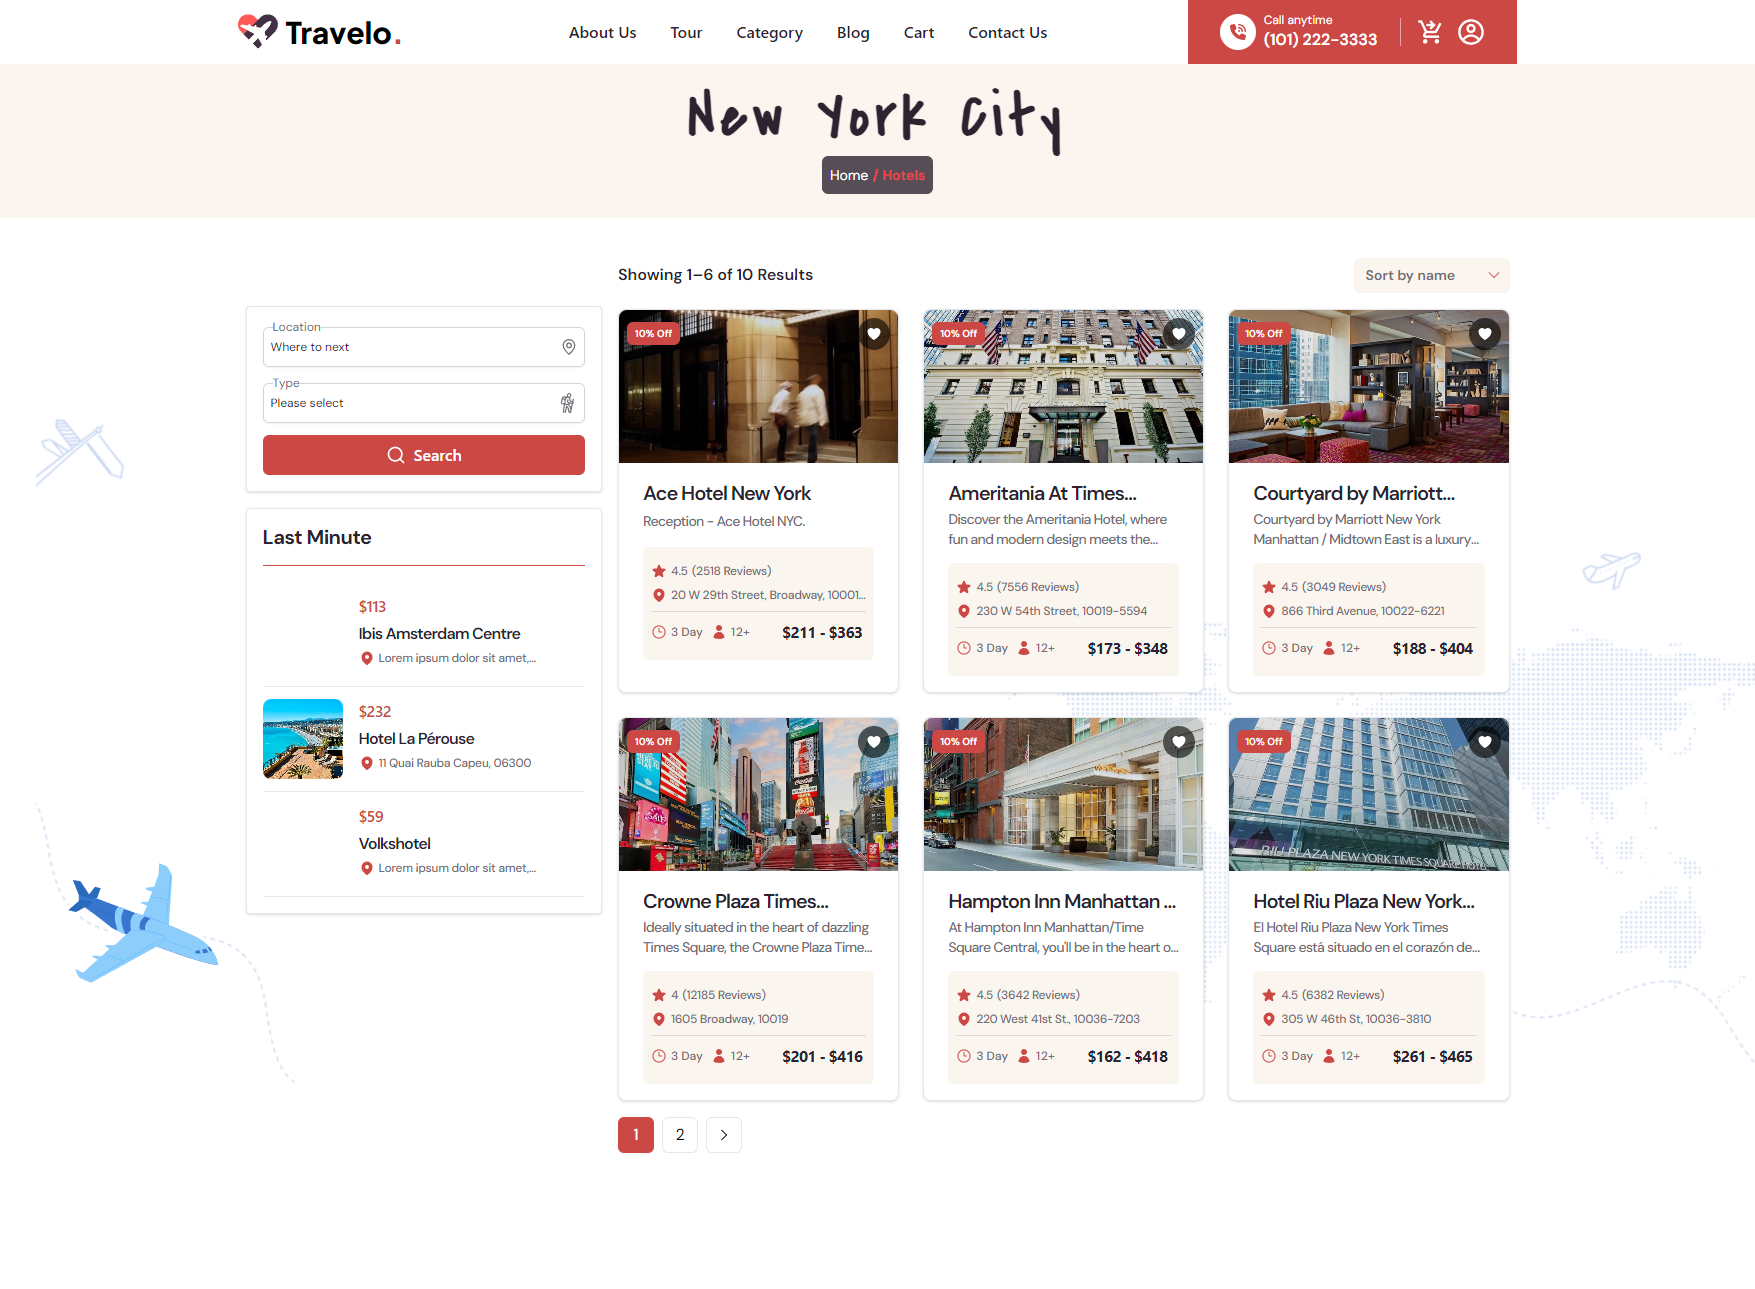 Travelo.
About Us
Tour
Category
Blog
Cart
Contact Us
Call anytime
(101) 222-3333
New York City
Home / Hotels
Showing 1–6 of 10 Results
Sort by name
Location
Where to next
Type
Please select
Search
Last Minute
$113
Ibis Amsterdam Centre
Lorem ipsum dolor sit amet,...
$232
Hotel La Pérouse
11 Quai Rauba Capeu, 06300
$59
Volkshotel
Lorem ipsum dolor sit amet,...
10% Off
Ace Hotel New York
Reception - Ace Hotel NYC.
4.5 (2518 Reviews)
20 W 29th Street, Broadway, 10001...
3 Day 12+ $211 - $363
10% Off
Ameritania At Times...
Discover the Ameritania Hotel, where
fun and modern design meets the...
4.5 (7556 Reviews)
230 W 54th Street, 10019-5594
3 Day 12+ $173 - $348
10% Off
Courtyard by Marriott...
Courtyard by Marriott New York
Manhattan / Midtown East is a luxury...
4.5 (3049 Reviews)
866 Third Avenue, 10022-6221
3 Day 12+ $188 - $404
10% Off
SALE
Crowne Plaza Times...
Ideally situated in the heart of dazzling
Times Square, the Crowne Plaza Time...
4 (12185 Reviews)
1605 Broadway, 10019
3 Day 12+ $201 - $416
10% Off
Hampton Inn Manhattan ...
At Hampton Inn Manhattan/Time
Square Central, you'll be in the heart o...
4.5 (3642 Reviews)
220 West 41st St., 10036-7203
3 Day 12+ $162 - $418
10% Off
RIU PLAZA NEW YORK TIMES SQUARE HOTEL
Hotel Riu Plaza New York...
El Hotel Riu Plaza New York Times
Square está situado en el corazón de...
4.5 (6382 Reviews)
305 W 46th St, 10036-3810
3 Day 12+ $261 - $465
1
2